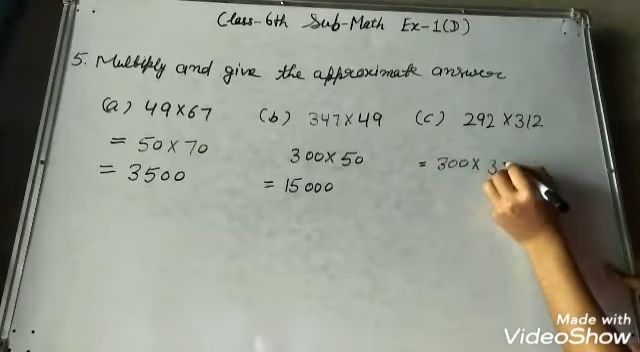 Class-6th Sub-Math Ex-1(D)
5. Multiply and give the approximate answer
(a) 49×67 (b) 347×49 (c) 292×312
= 50×70 300×50 = 300×3
= 3500 = 15000
Made with
VideoShow